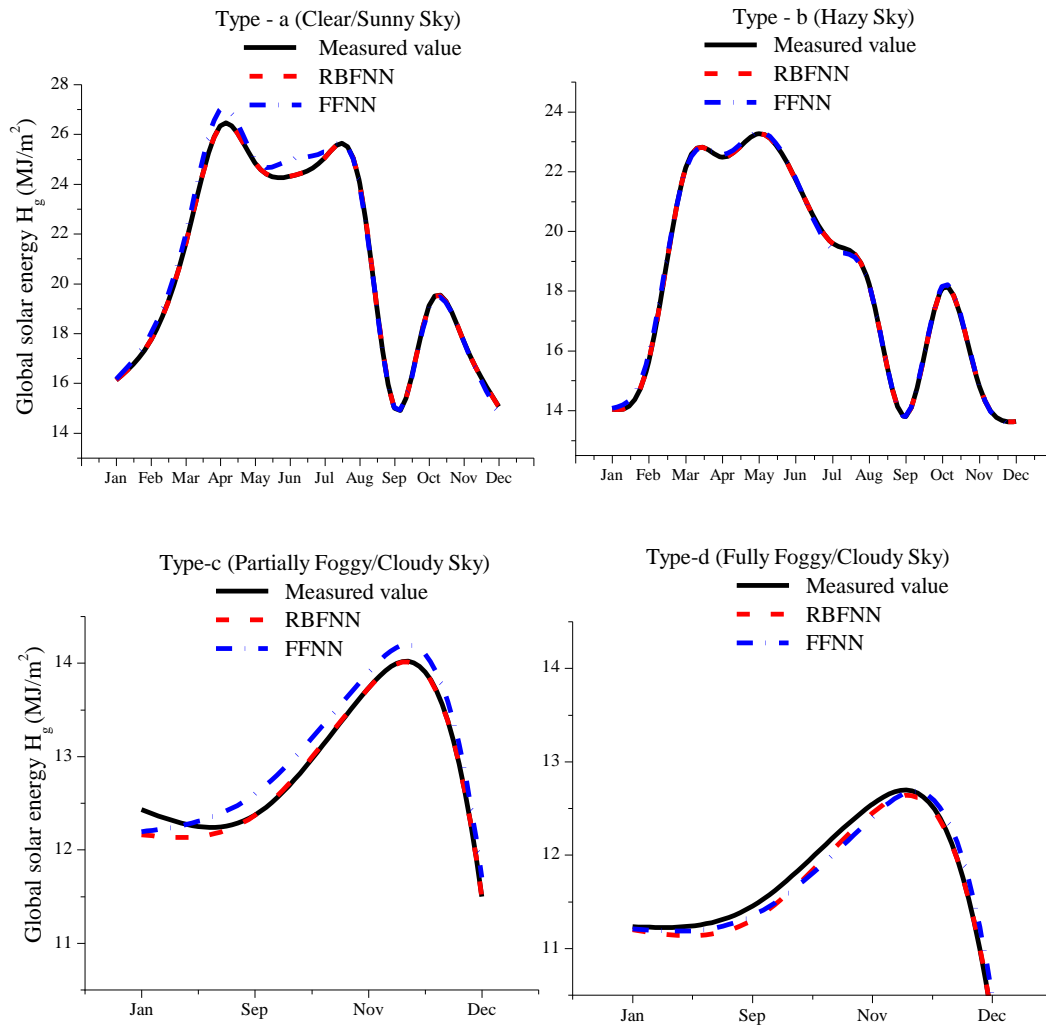 Type - a (Clear/Sunny Sky)
Measured value
RBFNN
FFNN
Global solar energy Hg (MJ/m²)
28
26
24
22
20
18
16
14
Jan Feb Mar Apr May Jun Jul Aug Sep Oct Nov Dec
Type - b (Hazy Sky)
Measured value
RBFNN
FFNN
24
22
20
18
16
14
Jan Feb Mar Apr May Jun Jul Aug Sep Oct Nov Dec
Type-c (Partially Foggy/Cloudy Sky)
Measured value
RBFNN
FFNN
Global solar energy Hg (MJ/m²)
14
13
12
11
Jan Sep Nov Dec
Type-d (Fully Foggy/Cloudy Sky)
Measured value
RBFNN
FFNN
14
13
12
11
Jan Sep Nov Dec